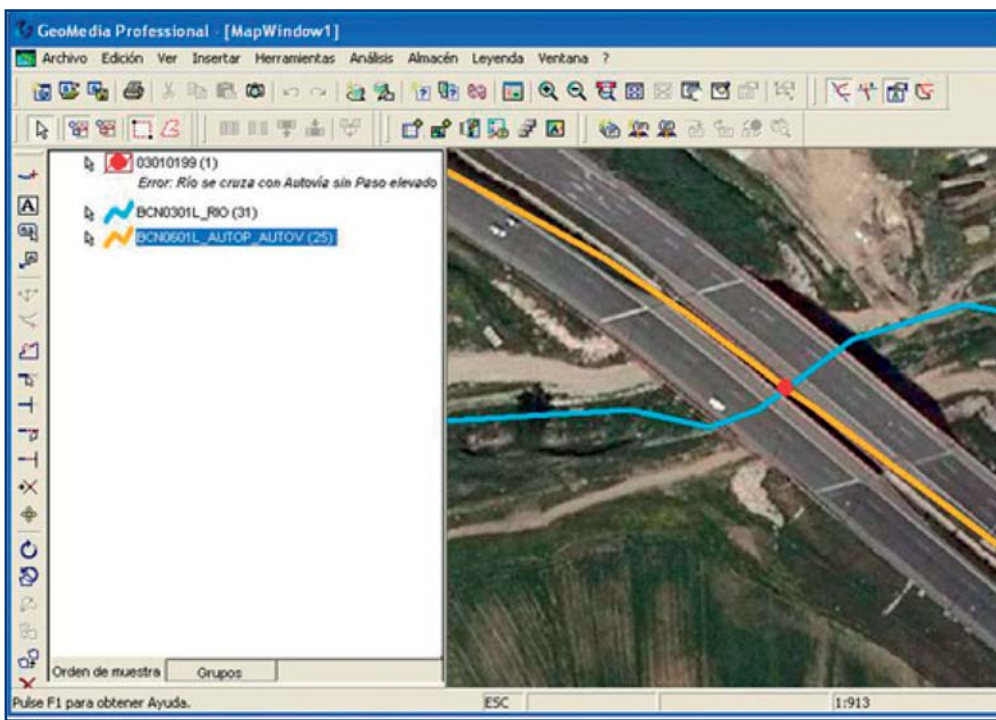 GeoMedia Professional - [MapWindow1]
Archivo Edición Ver Insertar Herramientas Análisis Almacén Leyenda Ventana ?
03010199 (1)
Error: Río se cruza con Autovía sin Paso elevado
BCN0301L_RIO (31)
BCN0601L_AUTOP_AUTOV (25)
Orden de muestra Grupos
Pulse F1 para obtener Ayuda. ESC 1:913